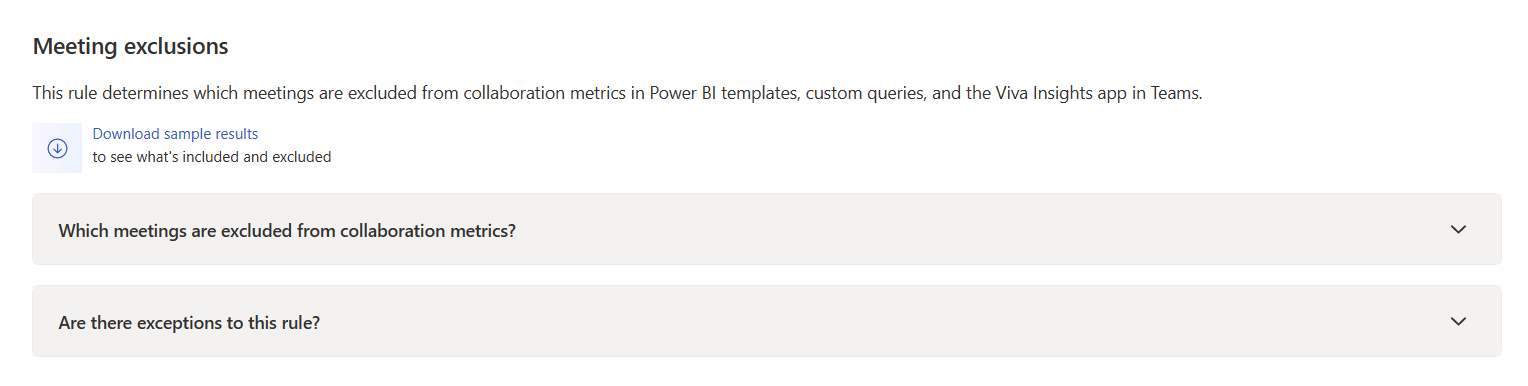 Meeting exclusions
This rule determines which meetings are excluded from collaboration metrics in Power BI templates, custom queries, and the Viva Insights app in Teams.
Download sample results
to see what's included and excluded
Which meetings are excluded from collaboration metrics?
Are there exceptions to this rule?